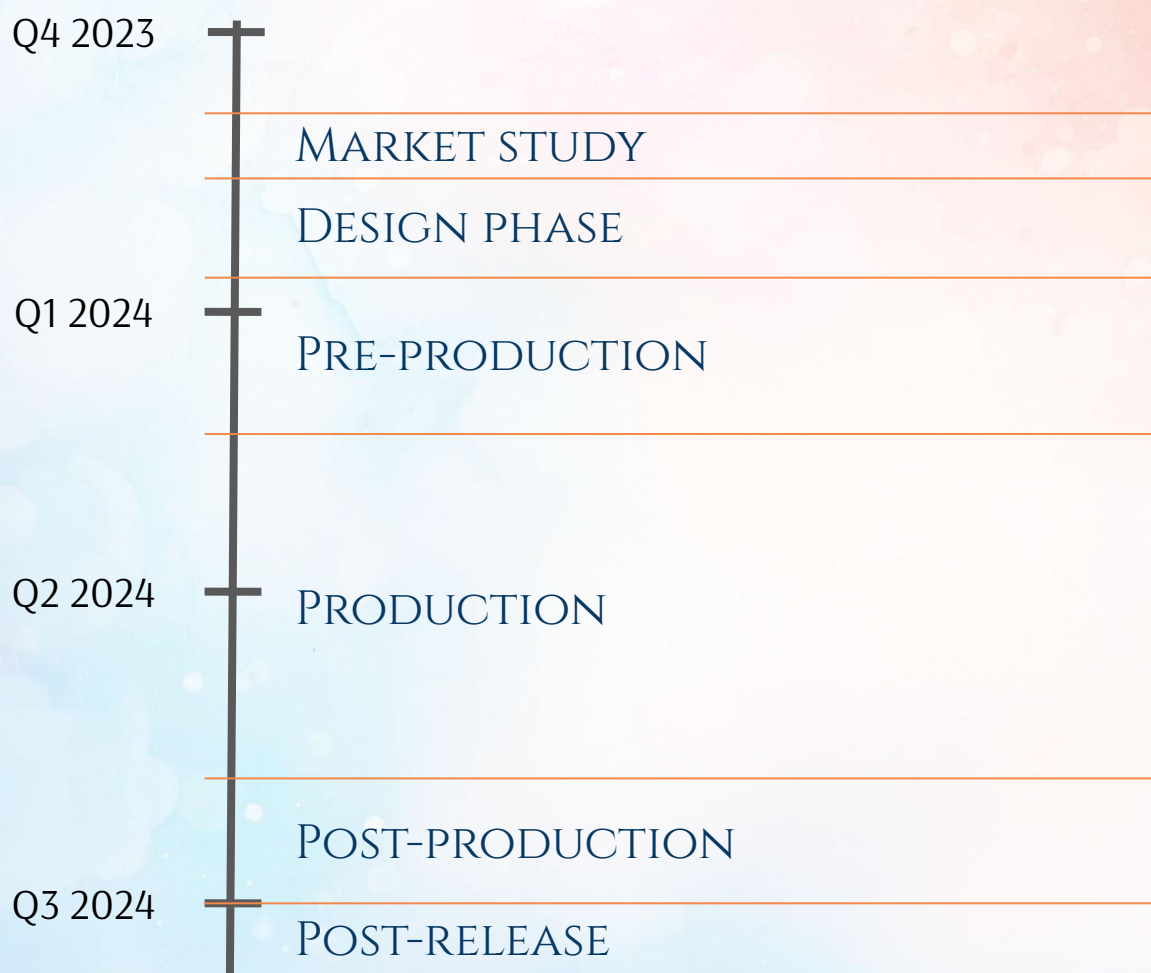 Q4 2023
Market study
Design phase
Q1 2024
Pre-production
Q2 2024
Production
Post-production
Q3 2024
Post-release